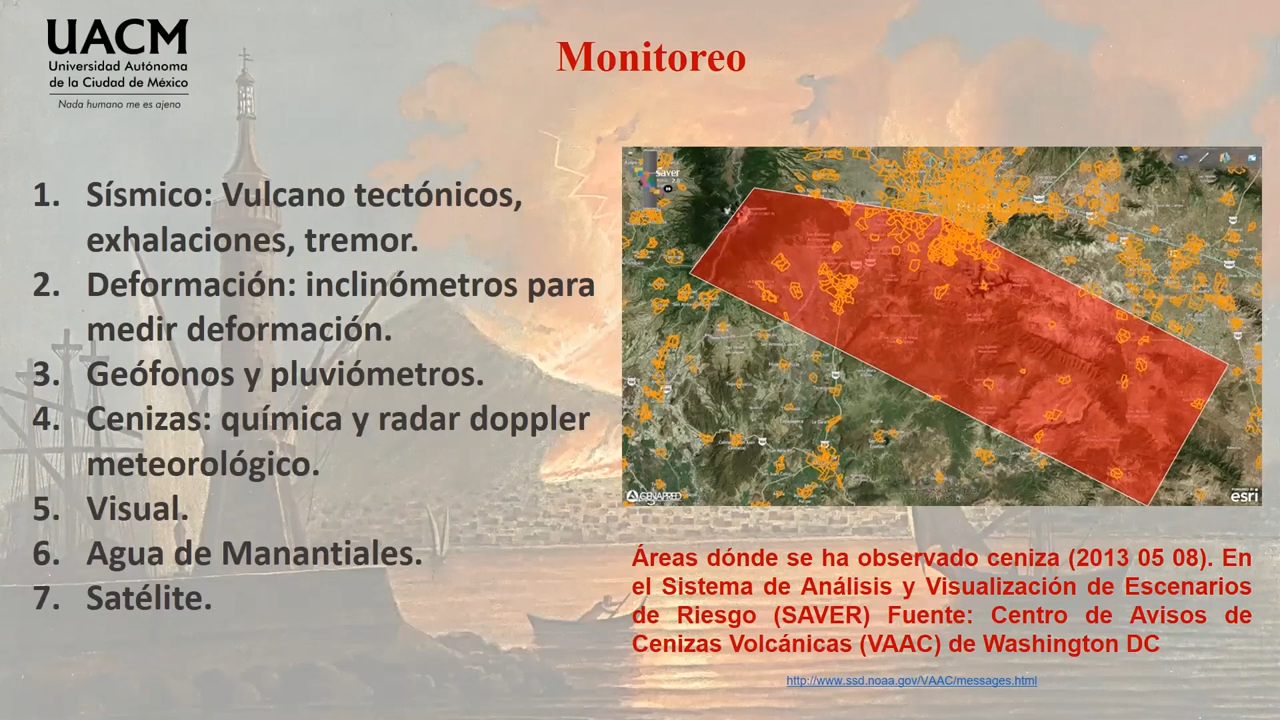 UACM
Universidad Autónoma
de la Ciudad de México
Nada humano me es ajeno
Monitoreo
1. Sísmico: Vulcano tectónicos,
exhalaciones, tremor.
2. Deformación: inclinómetros para
medir deformación.
3. Geófonos y pluviómetros.
4. Cenizas: química y radar doppler
meteorológico.
5. Visual.
6. Agua de Manantiales.
7. Satélite.
saver
CENAPRED
esri
Áreas dónde se ha observado ceniza (2013 05 08). En
el Sistema de Análisis y Visualización de Escenarios
de Riesgo (SAVER) Fuente: Centro de Avisos de
Cenizas Volcánicas (VAAC) de Washington DC
http://www.ssd.noaa.gov/VAAC/messages.html